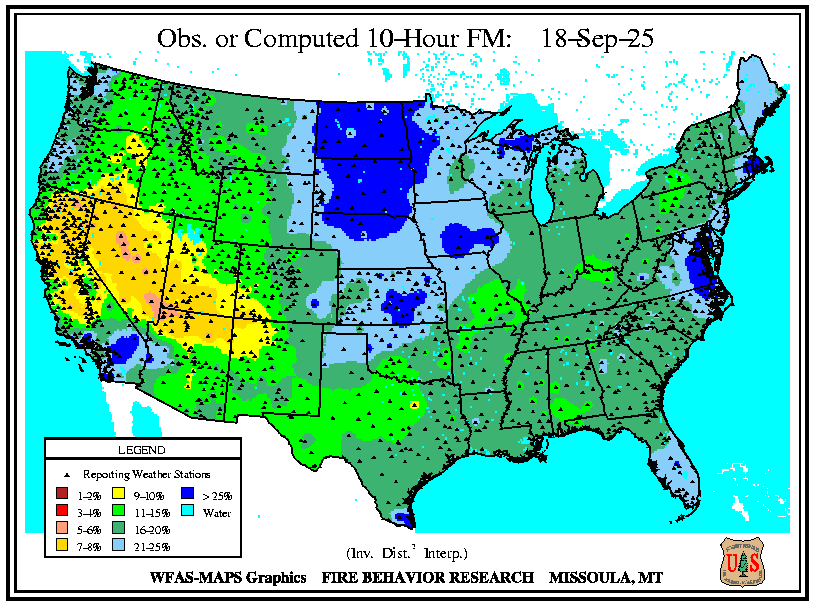 Obs. or Computed 10-Hour FM: 18-Sep-25
LEGEND
Reporting Weather Stations
1-2% 9-10% > 25%
3-4% 11-15% Water
5-6% 16-20%
7-8% 21-25%
(Inv. Dist.² Interp.)
WFAS-MAPS Graphics FIRE BEHAVIOR RESEARCH MISSOULA, MT
U S